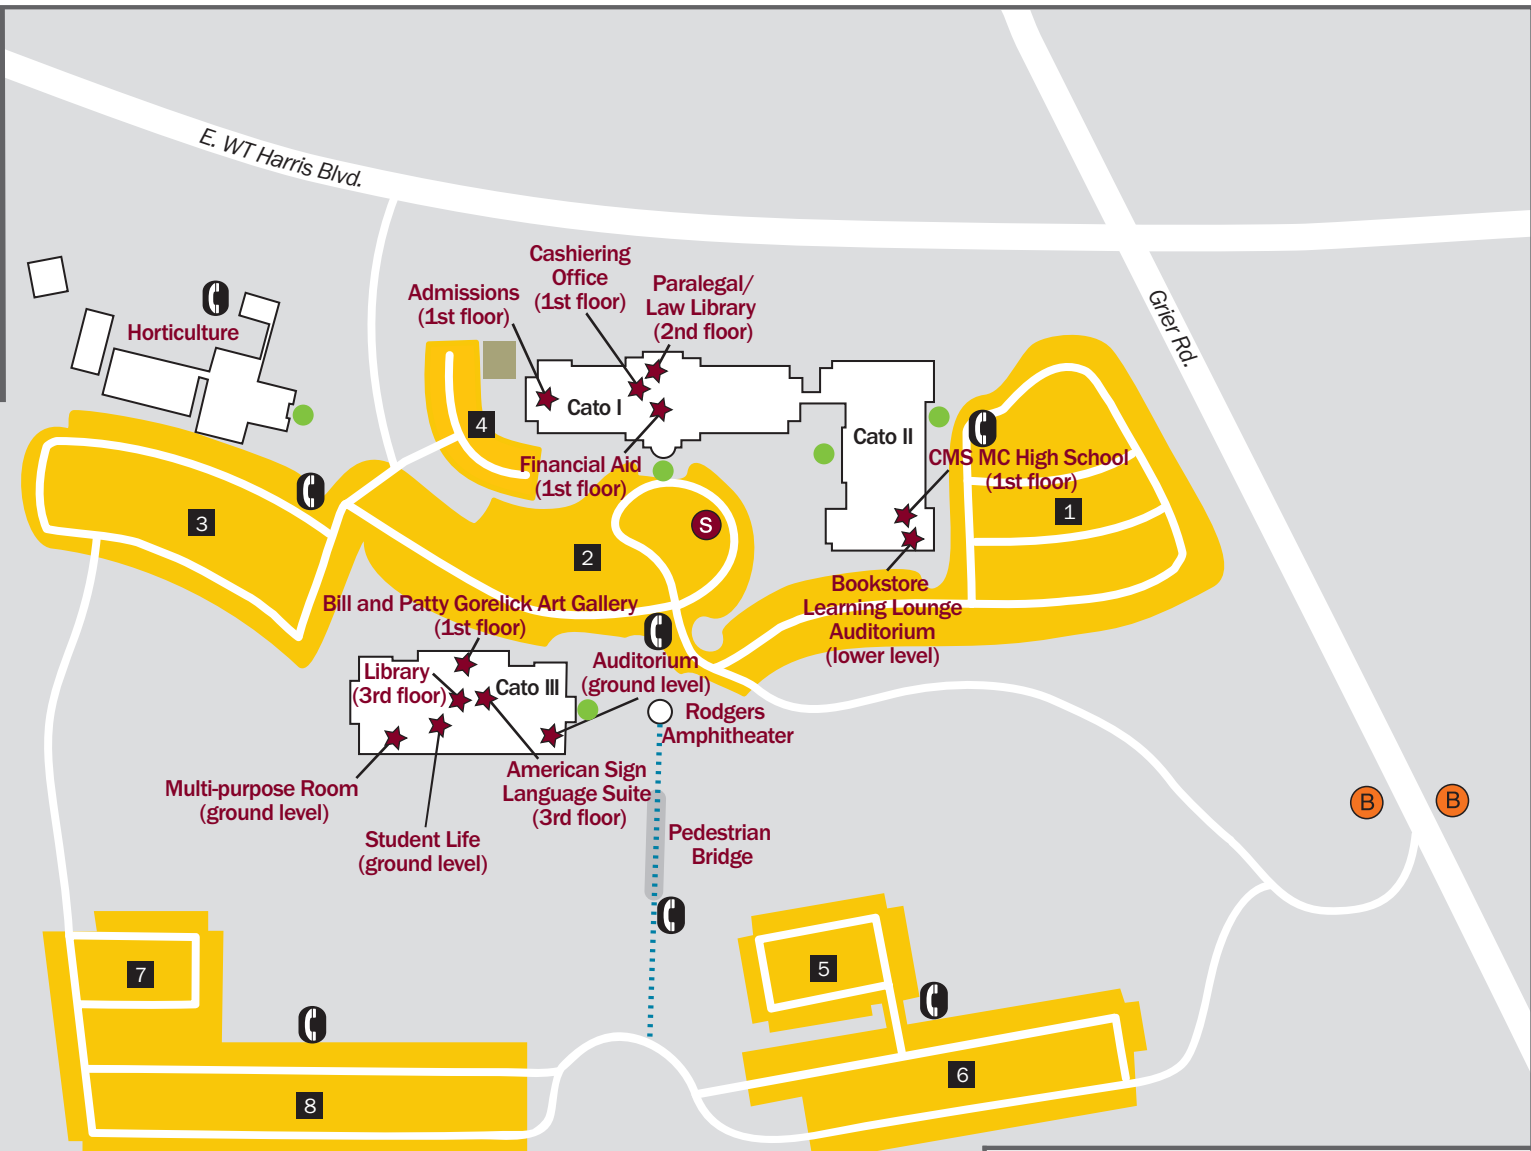 E. WT Harris Blvd.
Grier Rd.
Cashiering
Office
(1st floor)
Paralegal/
Law Library
(2nd floor)
Admissions
(1st floor)
Horticulture
Cato I
4
Cato II
Financial Aid
(1st floor)
CMS MC High School
(1st floor)
1
3
S
2
Bookstore
Learning Lounge
Auditorium
(lower level)
Bill and Patty Gorelick Art Gallery
(1st floor)
Library
(3rd floor)
Cato III
Auditorium
(ground level)
Rodgers
Amphitheater
American Sign
Language Suite
(3rd floor)
Multi-purpose Room
(ground level)
Student Life
(ground level)
Pedestrian
Bridge
B
B
7
5
6
8